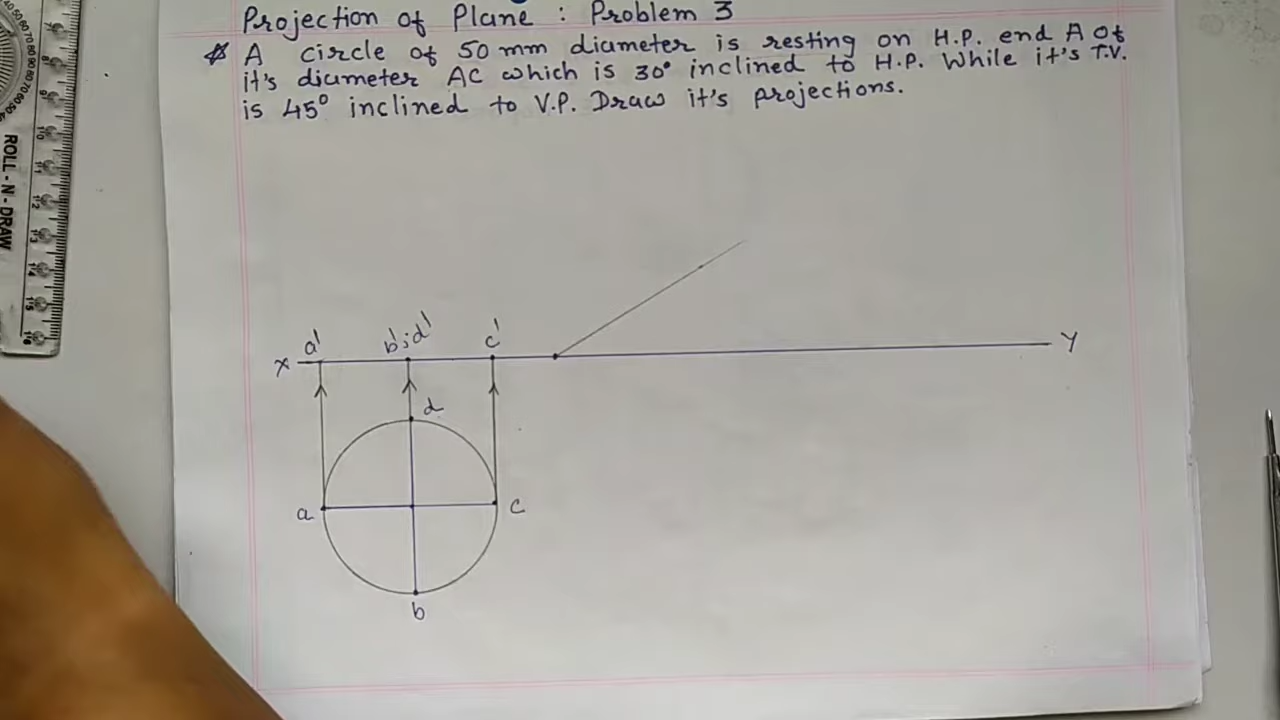 Projection of Plane : Problem 3
A circle of 50 mm diameter is resting on H.P. end A of
it's diameter AC which is 30° inclined to H.P. While it's T.V.
is 45° inclined to V.P. Draw it's projections.
a' b';d' c'
X Y
d
a c
b
ROLL-N-DRAW